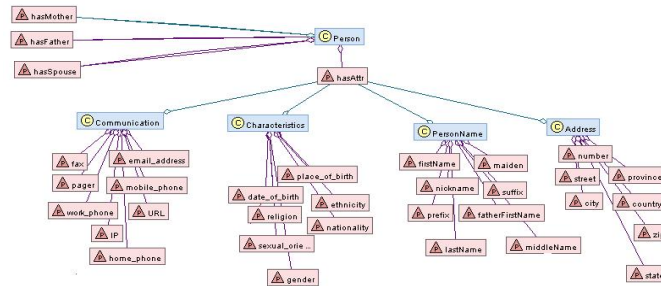 P hasMother
C Person
P hasFather
P hasSpouse
P hasAttr
C Communication
C Characteristics
C PersonName
C Address
P fax
P email_address
P pager
P mobile_phone
P work_phone
P URL
P IP
P home_phone
P place_of_birth
P date_of_birth
P ethnicity
P religion
P nationality
P sexual_orie ...
P gender
P firstName
P maiden
P nickname
P suffix
P prefix
P fatherFirstName
P lastName
P middleName
P number
P province
P street
P country
P city
P state